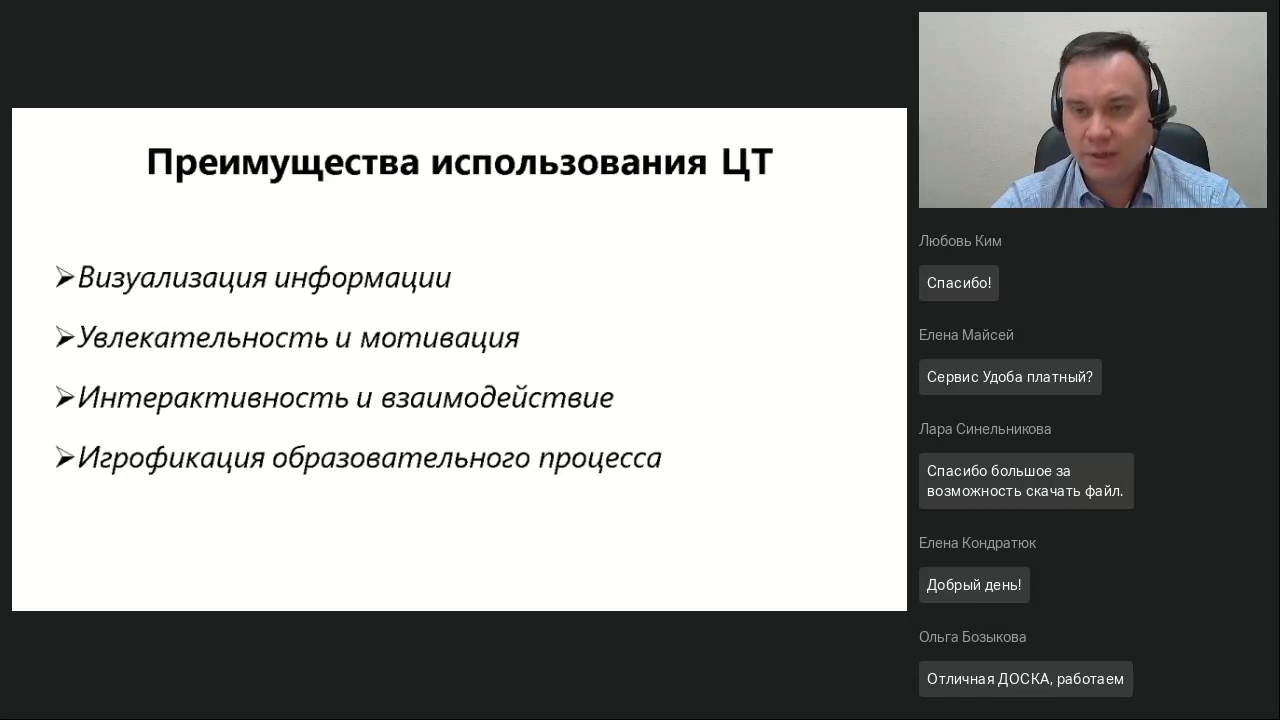 Преимущества использования ЦТ
Визуализация информации
Увлекательность и мотивация
Интерактивность и взаимодействие
Игрофикация образовательного процесса
Любовь Ким
Спасибо!
Елена Майсей
Сервис Удоба платный?
Лара Синельникова
Спасибо большое за
возможность скачать файл.
Елена Кондратюк
Добрый день!
Ольга Бозыкова
Отличная ДОСКА, работаем